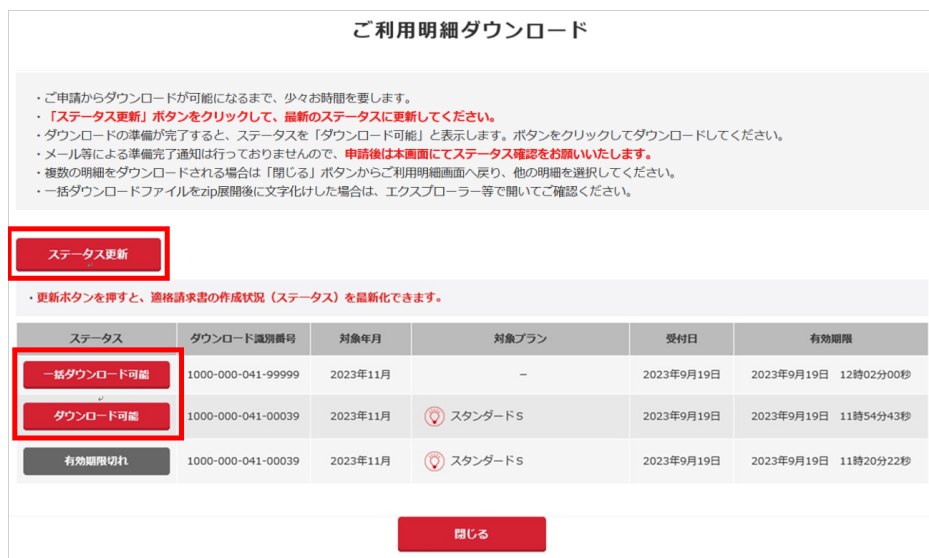 ご利用明細ダウンロード
・ご申請からダウンロードが可能になるまで、少々お時間を要します。
・「ステータス更新」ボタンをクリックして、最新のステータスに更新してください。
・ダウンロードの準備が完了すると、ステータスを「ダウンロード可能」と表示します。ボタンをクリックしてダウンロードしてください。
・メール等による準備完了通知は行っておりませんので、申請後は本画面にてステータス確認をお願いいたします。
・複数の明細をダウンロードされる場合は「閉じる」ボタンからご利用明細画面へ戻り、他の明細を選択してください。
・一括ダウンロードファイルをzip展開後に文字化けした場合は、エクスプローラー等で開いてご確認ください。
ステータス更新
・更新ボタンを押すと、適格請求書の作成状況（ステータス）を最新化できます。
ステータス ダウンロード識別番号 対象年月 対象プラン 受付日 有効期限
一括ダウンロード可能 1000-000-041-99999 2023年11月 － 2023年9月19日 2023年9月19日 12時02分00秒
ダウンロード可能 1000-000-041-00039 2023年11月 スタンダードS 2023年9月19日 2023年9月19日 11時54分43秒
有効期限切れ 1000-000-041-00039 2023年11月 スタンダードS 2023年9月19日 2023年9月19日 11時20分22秒
閉じる